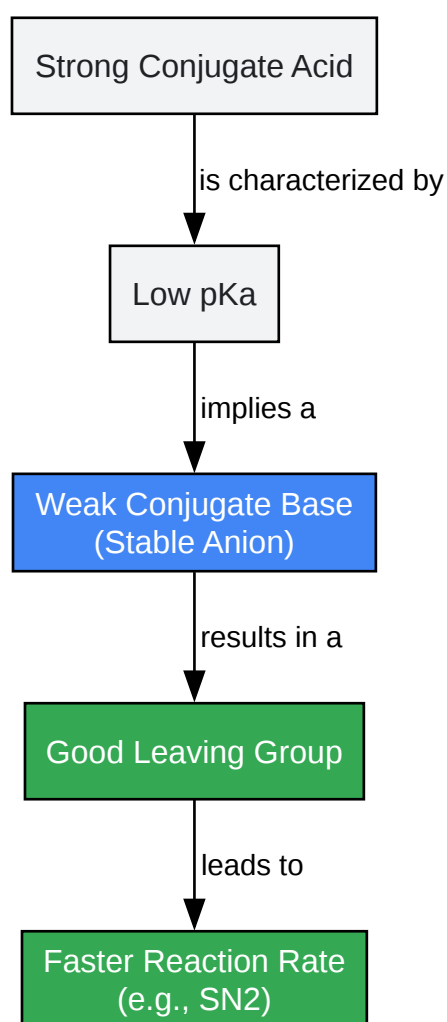 Strong Conjugate Acid
is characterized by
Low pKa
implies a
Weak Conjugate Base
(Stable Anion)
results in a
Good Leaving Group
leads to
Faster Reaction Rate
(e.g., SN2)